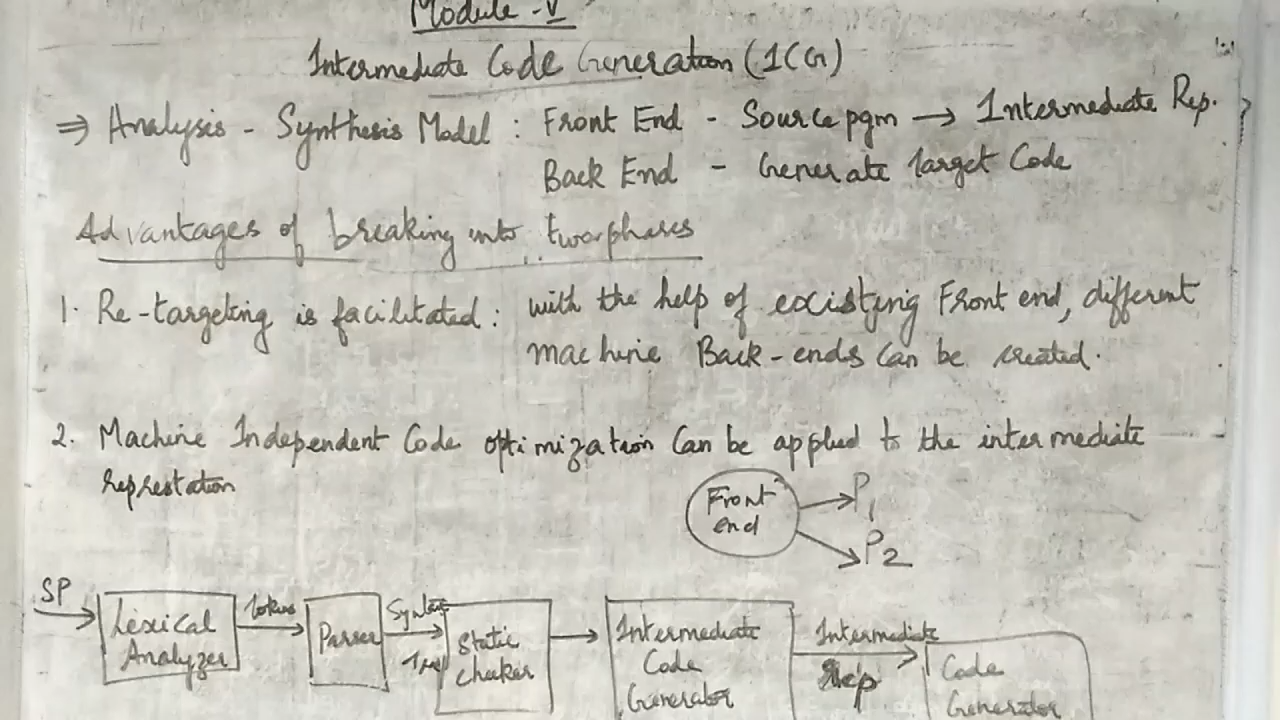 Module - V
Intermediate Code Generation (ICG)
⇒ Analysis - Synthesis Model : Front End - Source pgm → Intermediate Rep.
Back End - Generate Target Code
Advantages of breaking into two phases
1. Re-targeting is facilitated : with the help of excisting Front end, different
machine Back-ends Can be created.
2. Machine Independent Code optimization Can be applied to the intermediate
represtation
Front end → P1
→ P2
SP → Lexical Analyzer
tokens → Parser
Syntax Tree → Static checker
→ Intermediate Code Generator
Intermediate Rep → Code Generator